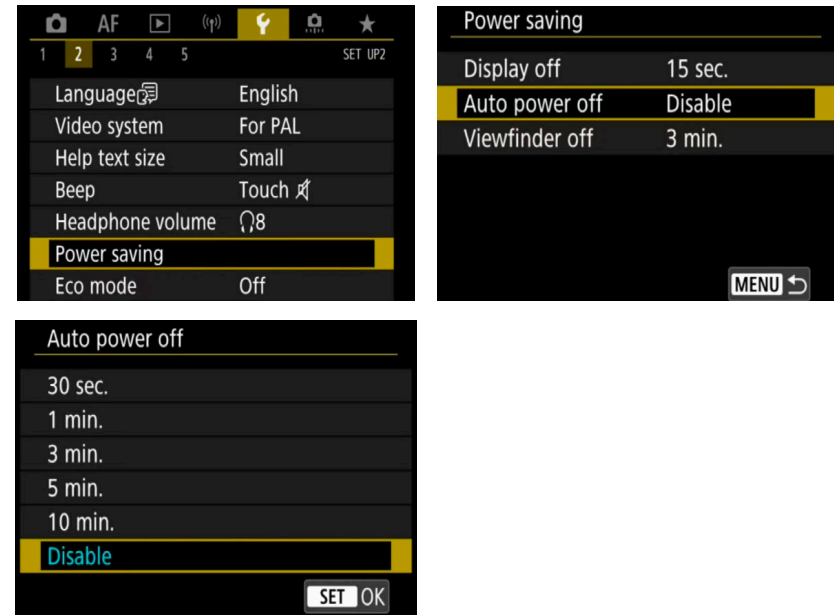 AF
1 2 3 4 5 SET UP2
Language English
Video system For PAL
Help text size Small
Beep Touch
Headphone volume 8
Power saving
Eco mode Off
Power saving
Display off 15 sec.
Auto power off Disable
Viewfinder off 3 min.
MENU
Auto power off
30 sec.
1 min.
3 min.
5 min.
10 min.
Disable
SET OK